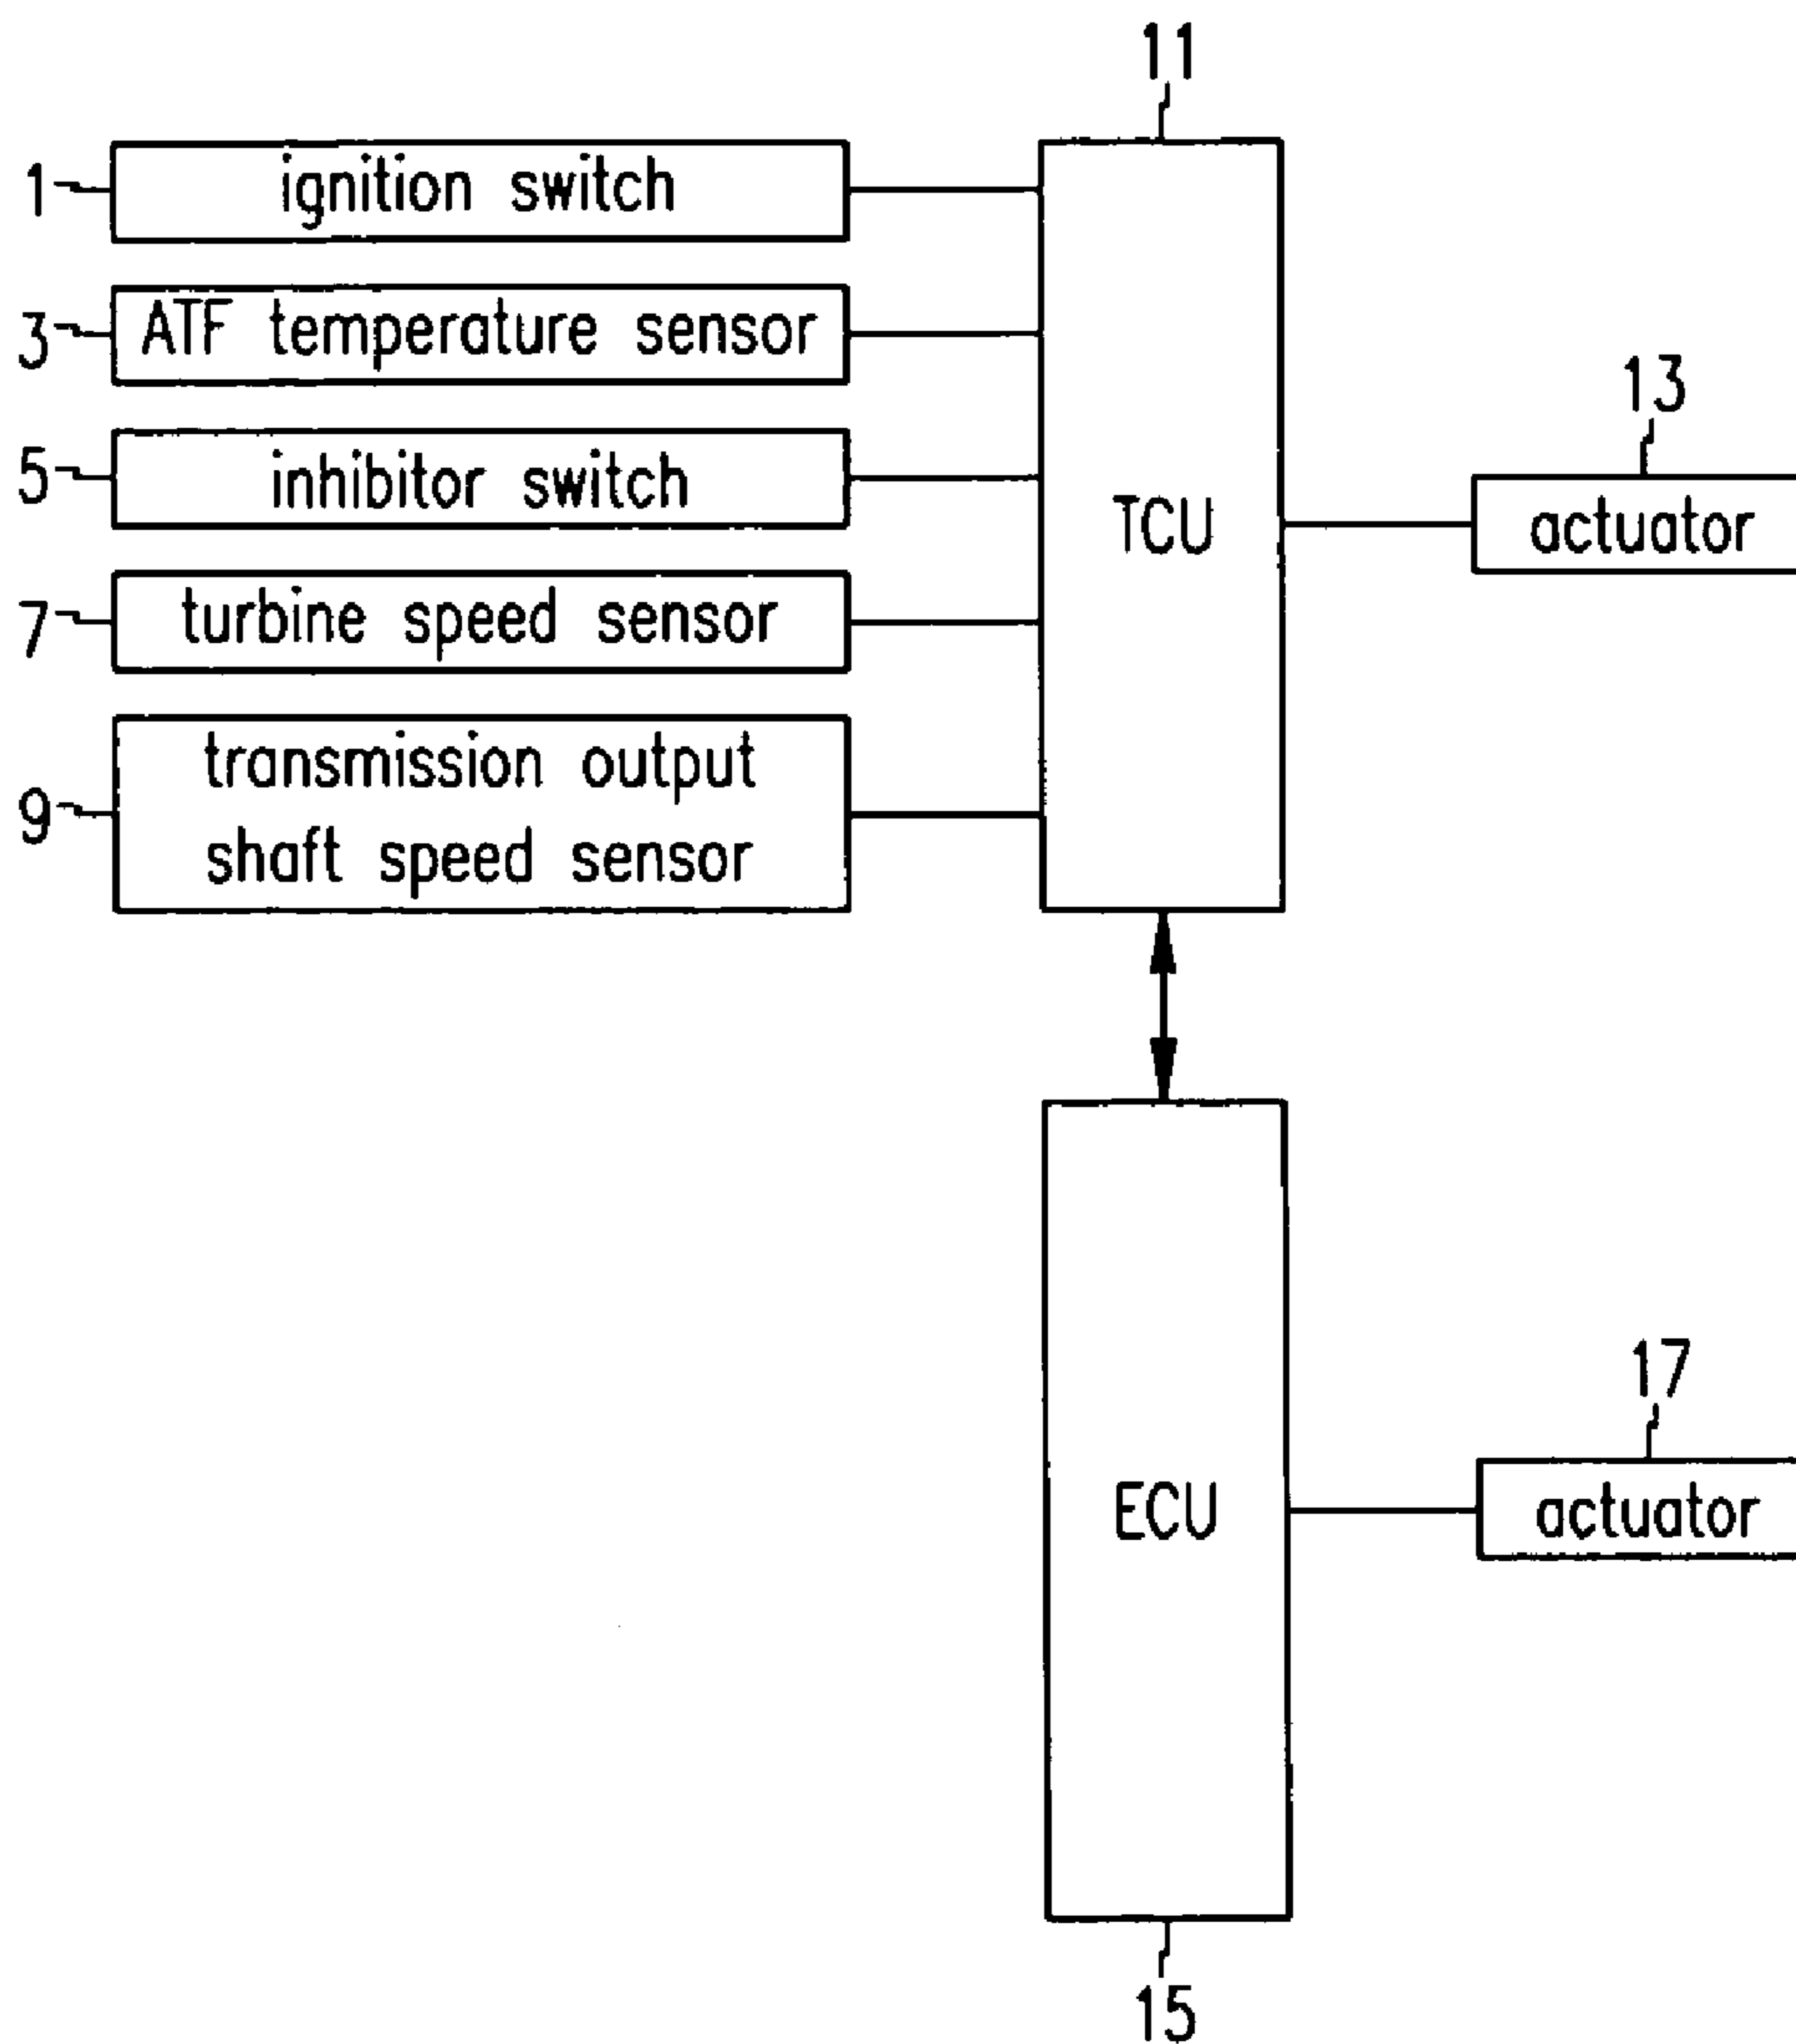 11
1 ignition switch
3 ATF temperature sensor
13
5 inhibitor switch
TCU
actuator
7 turbine speed sensor
transmission output
9
shaft speed sensor
17
ECU
actuator
15